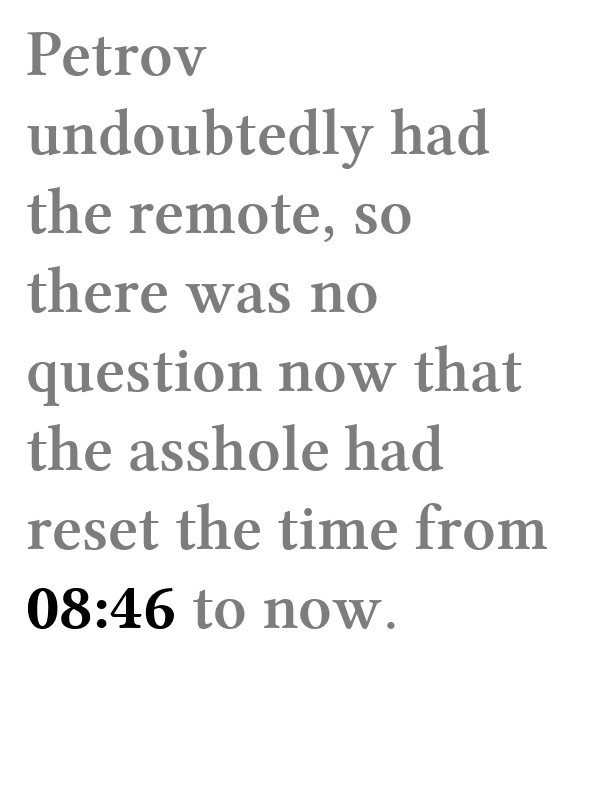 Petrov
undoubtedly had
the remote, so
there was no
question now that
the asshole had
reset the time from
08:46 to now.